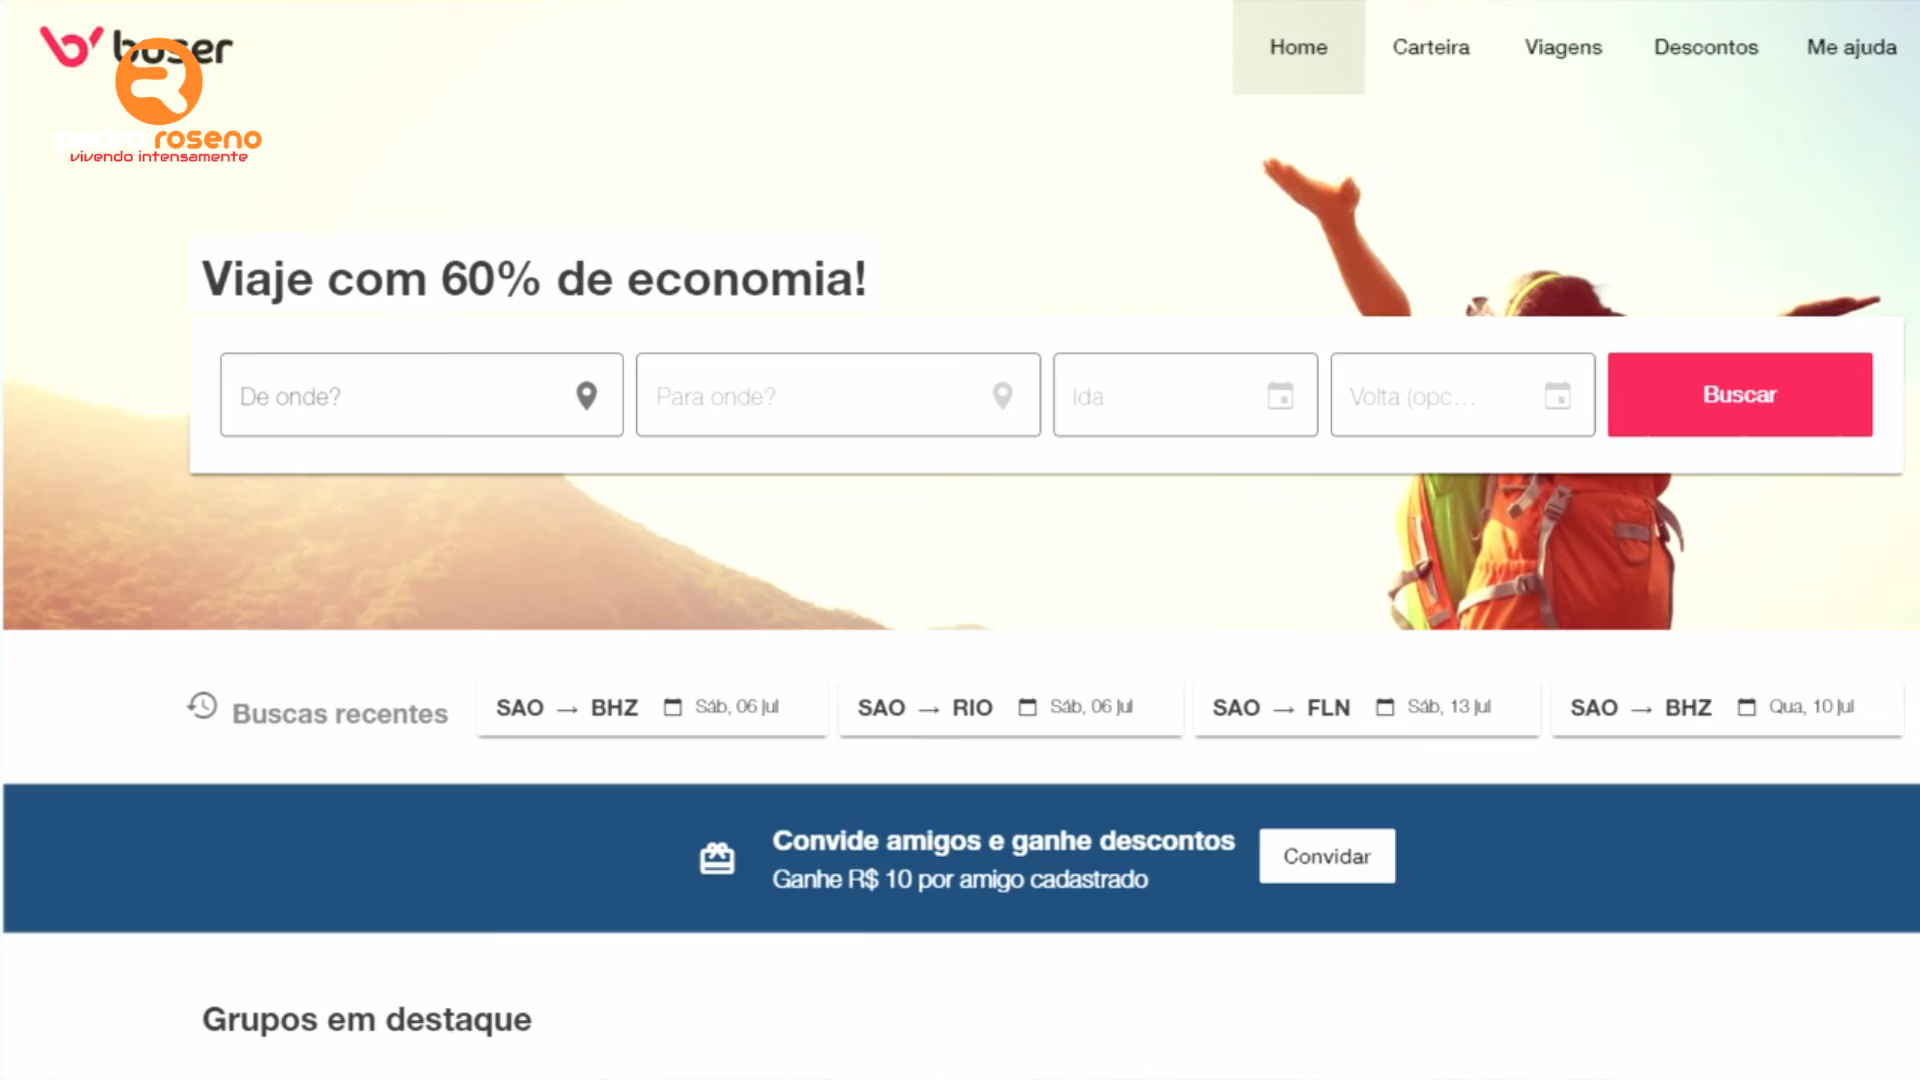 buser
Home
Carteira
Viagens
Descontos
Me ajuda
pedro roseno
vivendo intensamente
Viaje com 60% de economia!
De onde?
Para onde?
Ida
Volta (opc...
Buscar
Buscas recentes
SAO → BHZ Sáb, 06 Jul
SAO → RIO Sáb, 06 Jul
SAO → FLN Sáb, 13 Jul
SAO → BHZ Qua, 10 Jul
Convide amigos e ganhe descontos
Ganhe R$ 10 por amigo cadastrado
Convidar
Grupos em destaque